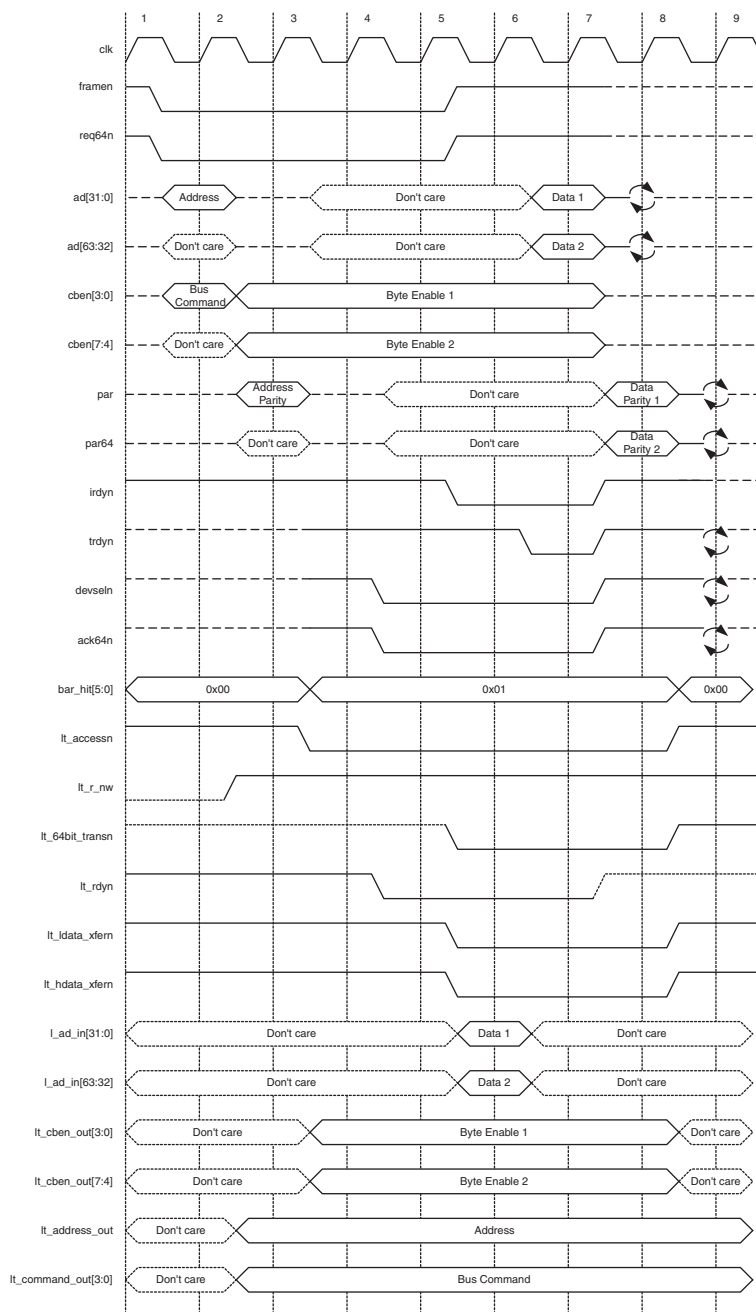 1 2 3 4 5 6 7 8 9
clk
framen
req64n
ad[31:0] Address Don't care Data 1
ad[63:32] Don't care Don't care Data 2
cben[3:0] Bus Command Byte Enable 1
cben[7:4] Don't care Byte Enable 2
par Address Parity Don't care Data Parity 1
par64 Don't care Don't care Data Parity 2
irdyn
trdyn
devseln
ack64n
bar_hit[5:0] 0x00 0x01 0x00
lt_accessn
lt_r_nw
lt_64bit_transn
lt_rdyn
lt_ldata_xfern
lt_hdata_xfern
l_ad_in[31:0] Don't care Data 1 Don't care
l_ad_in[63:32] Don't care Data 2 Don't care
lt_cben_out[3:0] Don't care Byte Enable 1 Don't care
lt_cben_out[7:4] Don't care Byte Enable 2 Don't care
lt_address_out Don't care Address
lt_command_out[3:0] Don't care Bus Command